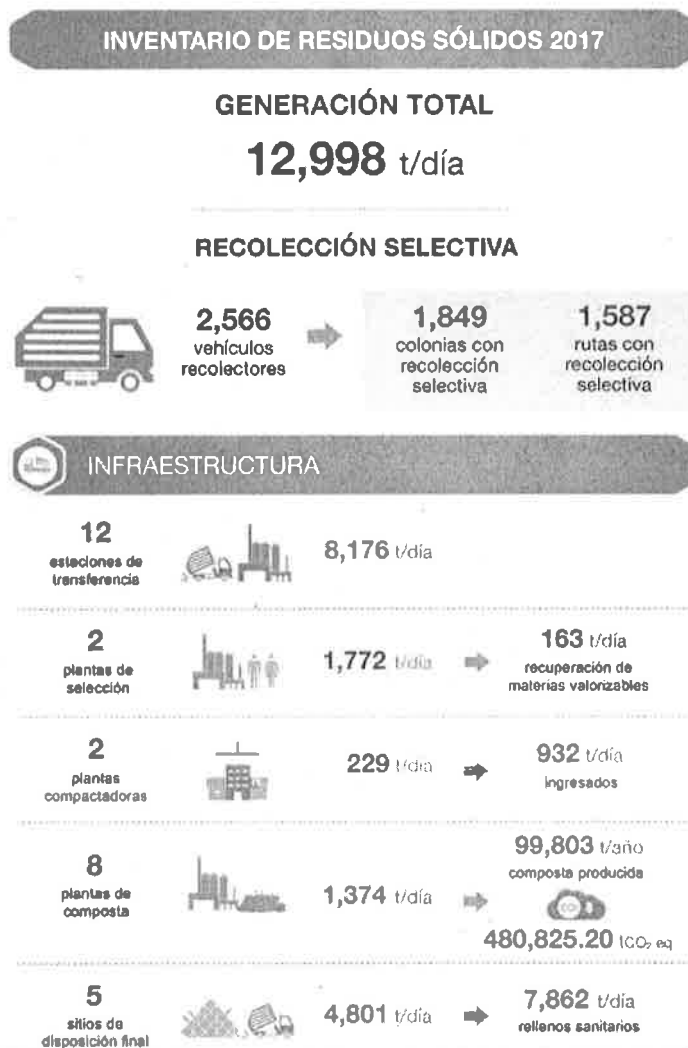 INVENTARIO DE RESIDUOS SÓLIDOS 2017
GENERACIÓN TOTAL
12,998 t/día
RECOLECCIÓN SELECTIVA
2,566
vehículos
recolectores
1,849
colonias con
recolección
selectiva
1,587
rutas con
recolección
selectiva
INFRAESTRUCTURA
12
estaciones de
transferencia
8,176 t/día
2
plantas de
selección
1,772 t/día
163 t/día
recuperación de
materias valorizables
2
plantas
compactadoras
229 t/día
932 t/día
ingresados
8
plantas de
composta
1,374 t/día
99,803 t/año
composta producida
480,825.20 tCO₂ eq
5
sitios de
disposición final
4,801 t/día
7,862 t/día
rellenos sanitarios